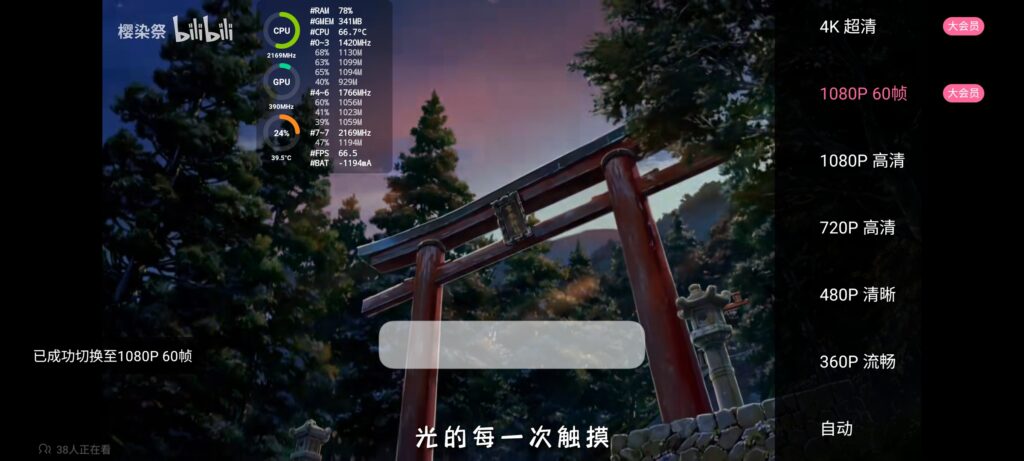 樱染祭 bilibili
CPU
2169MHz
GPU
390MHz
24%
39.5°C
#RAM 78%
#GMEM 341MB
#CPU 66.7°C
#0~3 1420MHz
68% 1130M
63% 1099M
65% 1094M
40% 929M
#4~6 1766MHz
60% 1056M
41% 1023M
39% 1059M
#7~7 2169MHz
47% 1194M
#FPS 66.5
#BAT -1194mA
4K 超清 大会员
1080P 60帧 大会员
1080P 高清
720P 高清
480P 清晰
360P 流畅
自动
已成功切换至1080P 60帧
光的每一次触摸
38人正在看